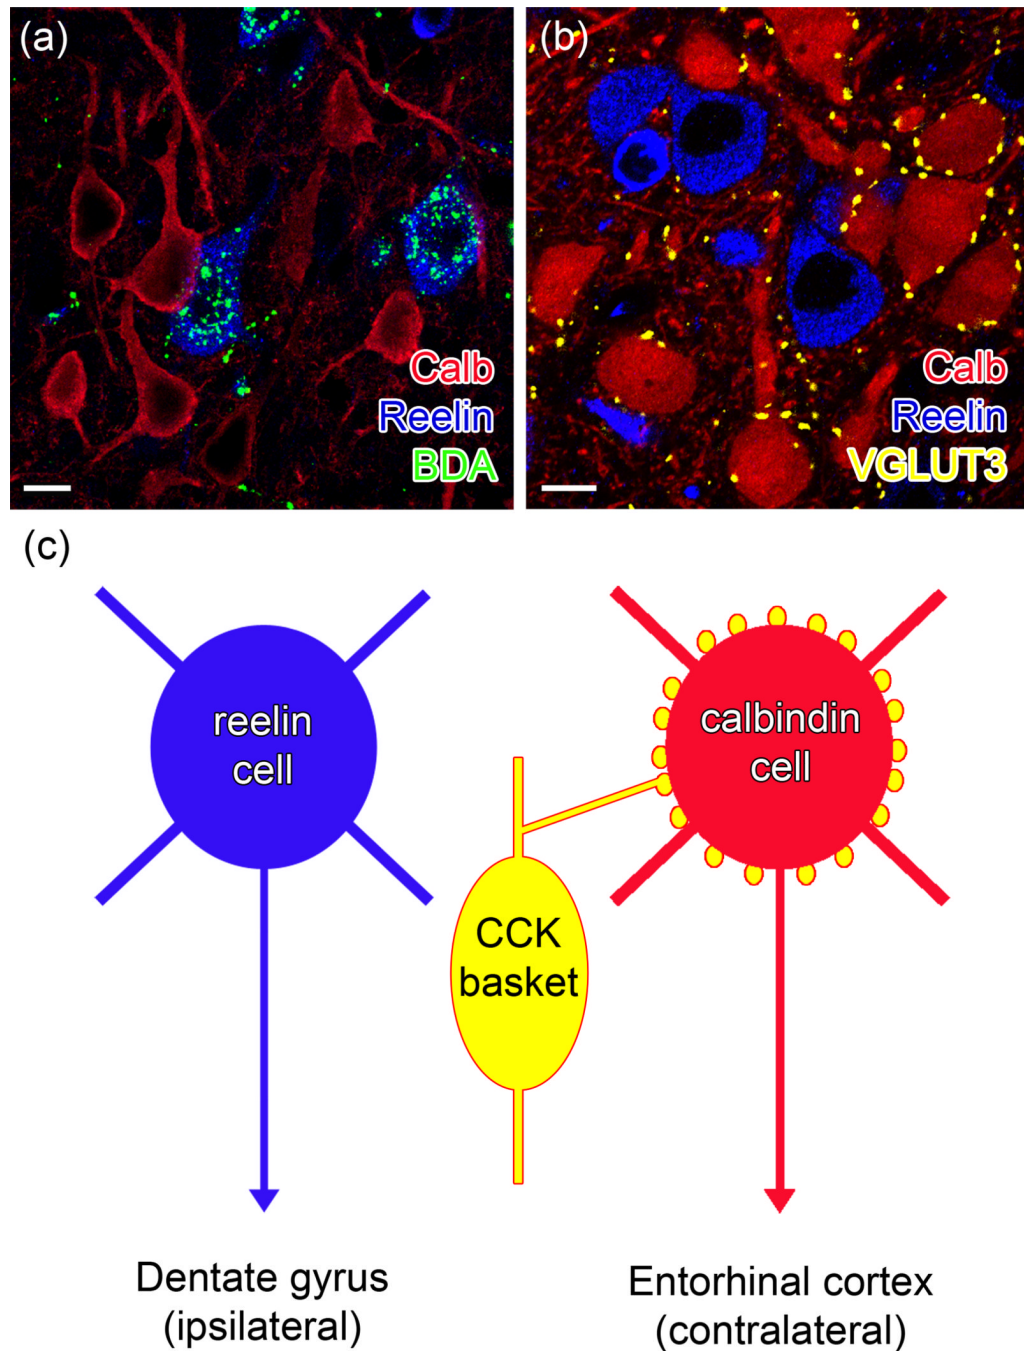 (a)
Calb
Reelin
BDA
(b)
Calb
Reelin
VGLUT3
(c)
reelin
cell
calbindin
cell
CCK
basket
Dentate gyrus
(ipsilateral)
Entorhinal cortex
(contralateral)